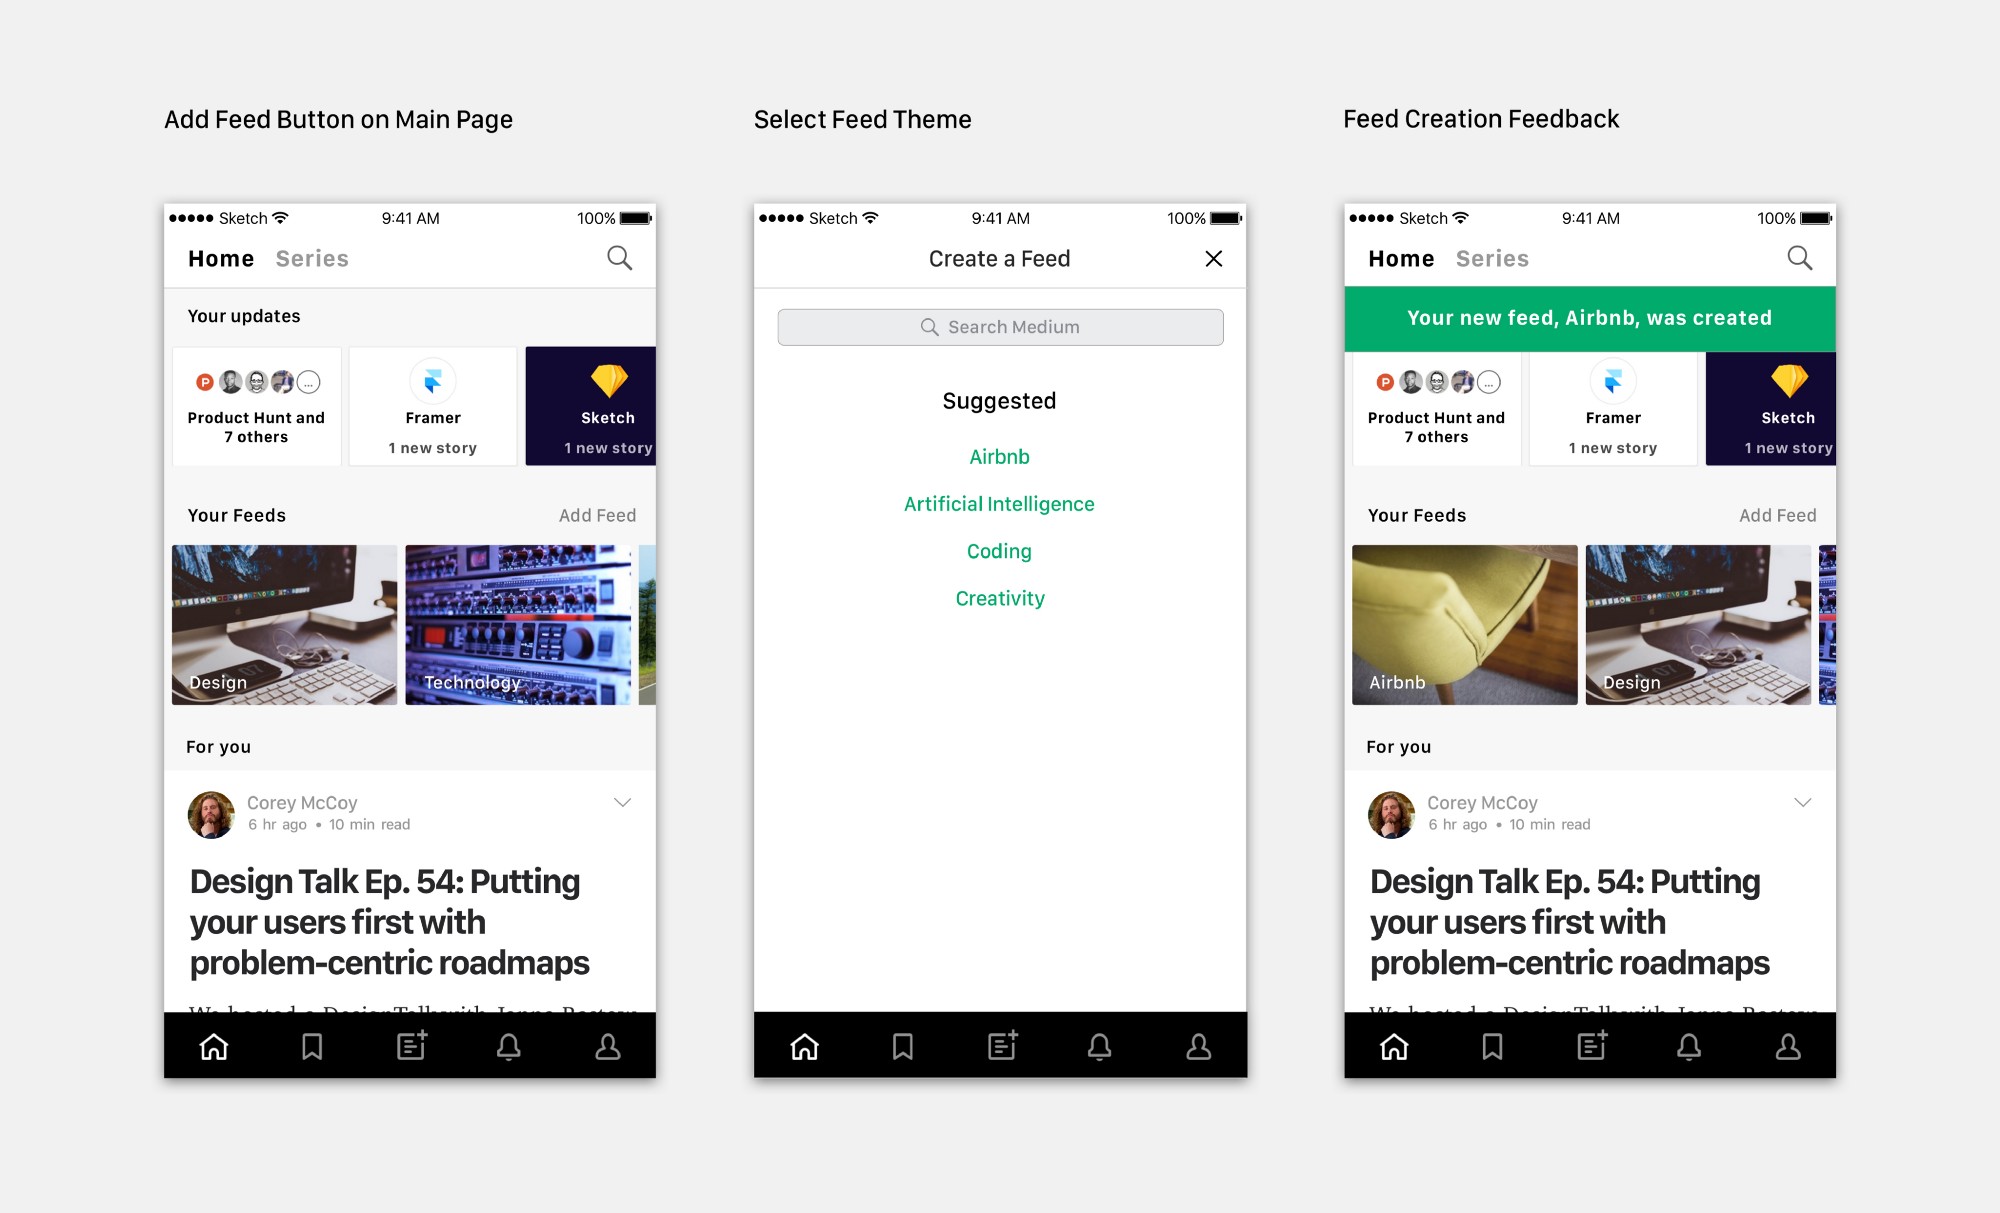 Add Feed Button on Main Page
Select Feed Theme
Feed Creation Feedback
Sketch
9:41 AM
100%
Home
Series
Your updates
P
...
Product Hunt and
7 others
Framer
1 new story
Sketch
1 new story
Your Feeds
Add Feed
Design
Technology
For you
Corey McCoy
6 hr ago • 10 min read
Design Talk Ep. 54: Putting
your users first with
problem-centric roadmaps
Sketch
9:41 AM
100%
Create a Feed
Search Medium
Suggested
Airbnb
Artificial Intelligence
Coding
Creativity
Sketch
9:41 AM
100%
Home
Series
Your new feed, Airbnb, was created
P
...
Product Hunt and
7 others
Framer
1 new story
Sketch
1 new story
Your Feeds
Add Feed
Airbnb
Design
For you
Corey McCoy
6 hr ago • 10 min read
Design Talk Ep. 54: Putting
your users first with
problem-centric roadmaps